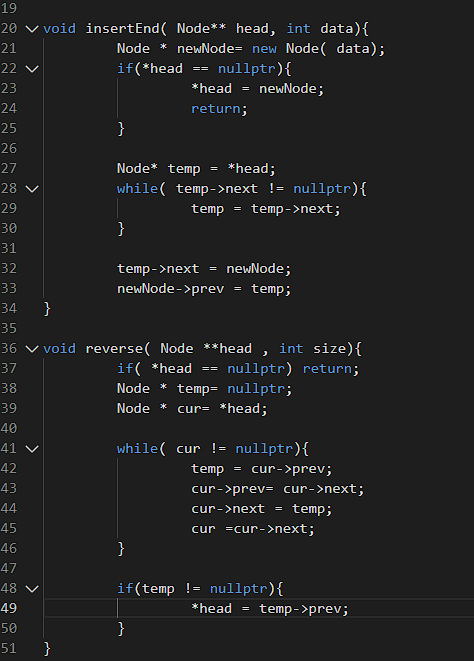 19
20 void insertEnd( Node** head, int data){
21 Node * newNode= new Node( data);
22 if(*head == nullptr){
23 *head = newNode;
24 return;
25 }
26
27 Node* temp = *head;
28 while( temp->next != nullptr){
29 temp = temp->next;
30 }
31
32 temp->next = newNode;
33 newNode->prev = temp;
34 }
35
36 void reverse( Node **head , int size){
37 if( *head == nullptr) return;
38 Node * temp= nullptr;
39 Node * cur= *head;
40
41 while( cur != nullptr){
42 temp = cur->prev;
43 cur->prev= cur->next;
44 cur->next = temp;
45 cur =cur->next;
46 }
47
48 if(temp != nullptr){
49 *head = temp->prev;
50 }
51 }